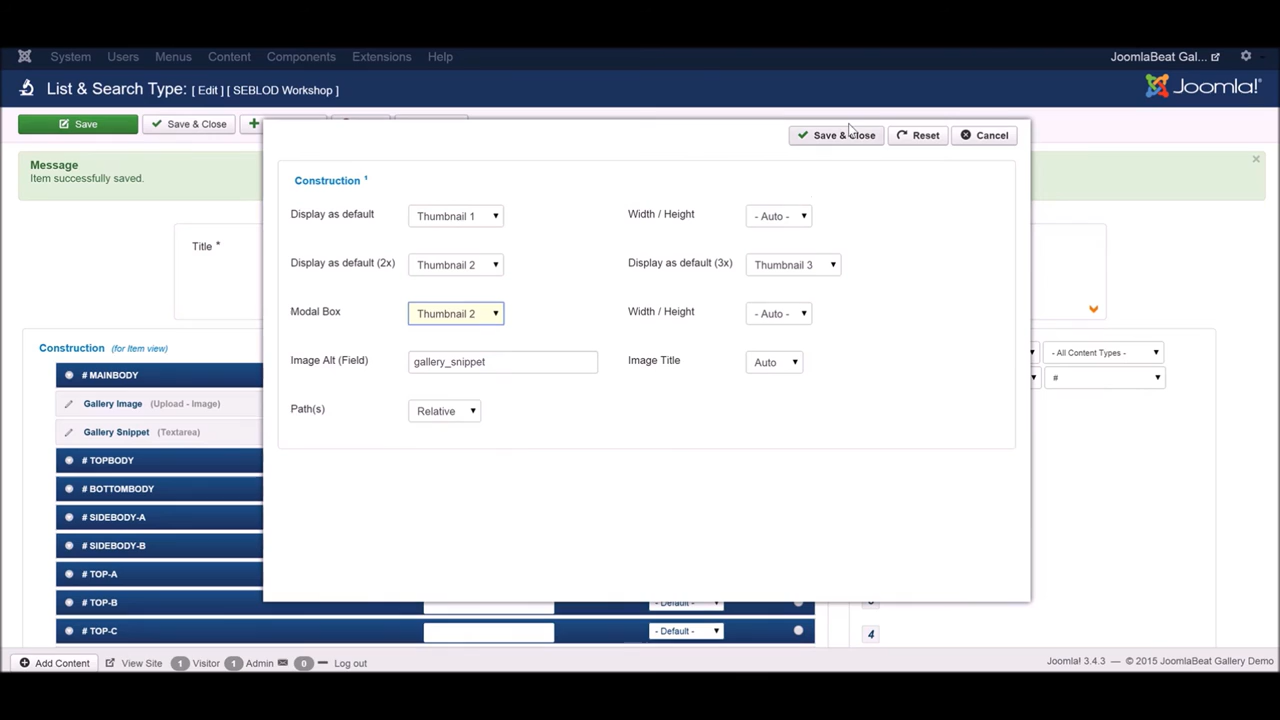 System Users Menus Content Components Extensions Help JoomlaBeat Gal...
List & Search Type: [ Edit ] [ SEBLOD Workshop ] Joomla!
Save Save & Close
Save & Close Reset Cancel
Message
Item successfully saved.
Construction ¹
Display as default Thumbnail 1 Width / Height - Auto -
Title *
Display as default (2x) Thumbnail 2 Display as default (3x) Thumbnail 3
Modal Box Thumbnail 2 Width / Height - Auto -
Construction (for Item view) - All Content Types -
Image Alt (Field) gallery_snippet Image Title Auto
# MAINBODY #
Gallery Image (Upload - Image)
Path(s) Relative
Gallery Snippet (Textarea)
# TOPBODY
# BOTTOMBODY
# SIDEBODY-A
# SIDEBODY-B
# TOP-A
# TOP-B - Default -
# TOP-C - Default - 4
Add Content View Site 1 Visitor 1 Admin 0 Log out Joomla! 3.4.3 — © 2015 JoomlaBeat Gallery Demo